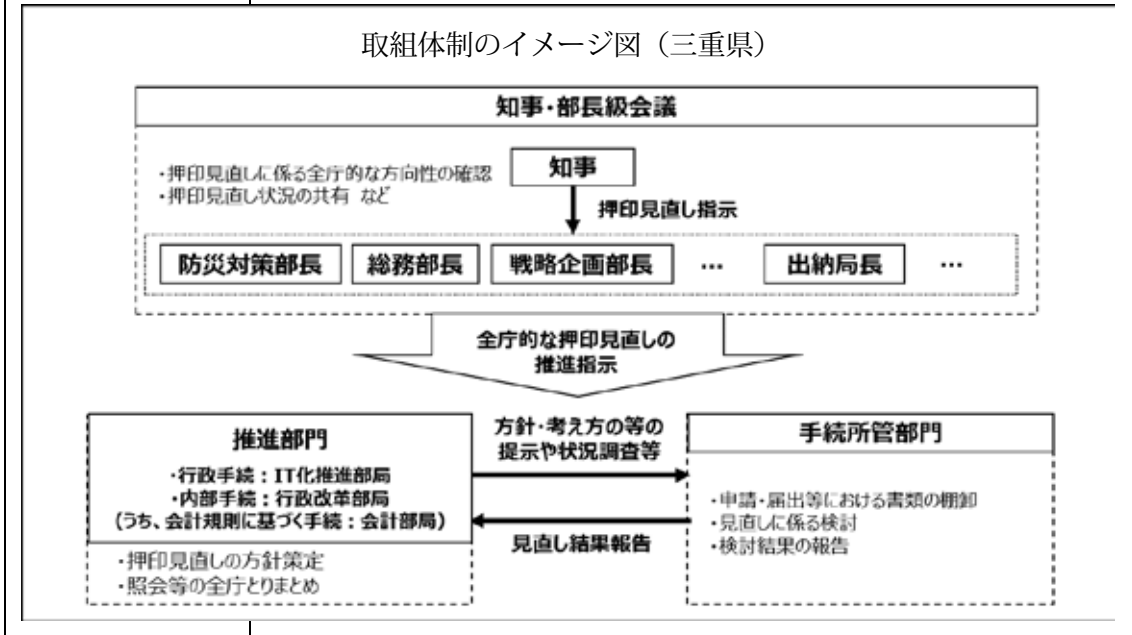 取組体制のイメージ図（三重県）
知事・部長級会議
・押印見直しに係る全庁的な方向性の確認
・押印見直し状況の共有 など
知事
押印見直し指示
防災対策部長 総務部長 戦略企画部長 … 出納局長 …
全庁的な押印見直しの
推進指示
推進部門
・行政手続：IT化推進部局
・内部手続：行政改革部局
（うち、会計規則に基づく手続：会計部局）
・押印見直しの方針策定
・照会等の全庁とりまとめ
方針・考え方の等の
提示や状況調査等
見直し結果報告
手続所管部門
・申請・届出等における書類の棚卸
・見直しに係る検討
・検討結果の報告